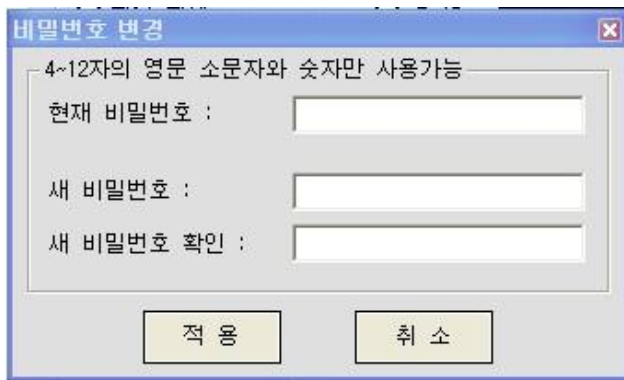 비밀번호 변경
4~12자의 영문 소문자와 숫자만 사용가능
현재 비밀번호 :
새 비밀번호 :
새 비밀번호 확인 :
적 용
취 소